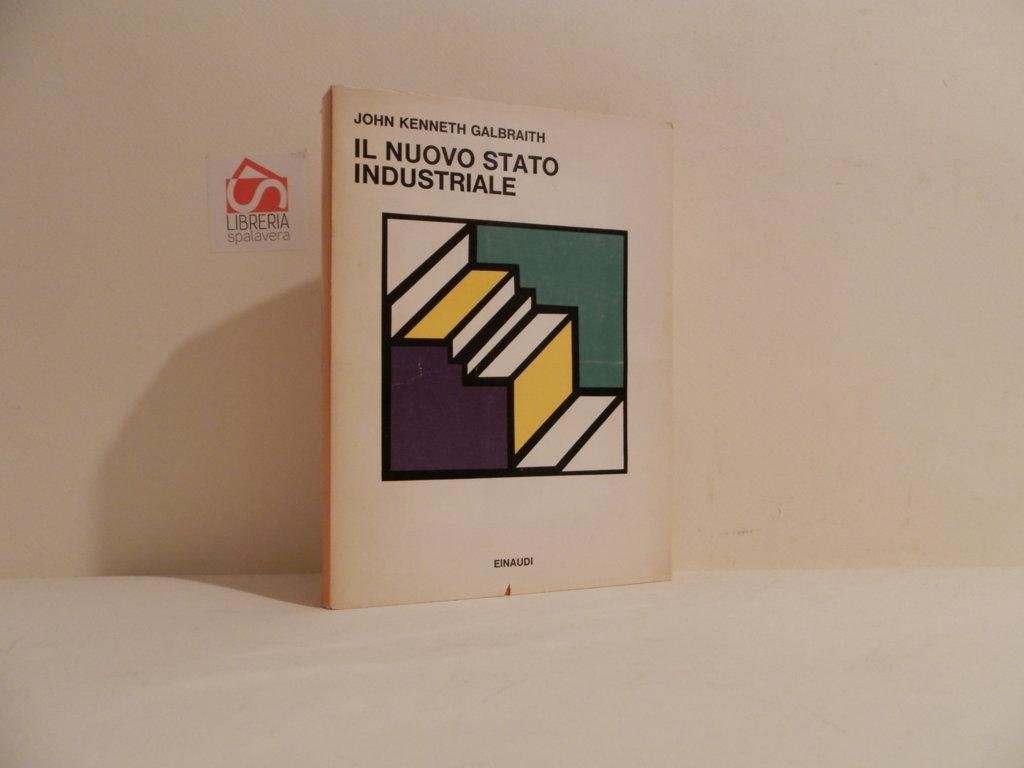 JOHN KENNETH GALBRAITH
IL NUOVO STATO
INDUSTRIALE
EINAUDI
LIBRERIA
spalavera